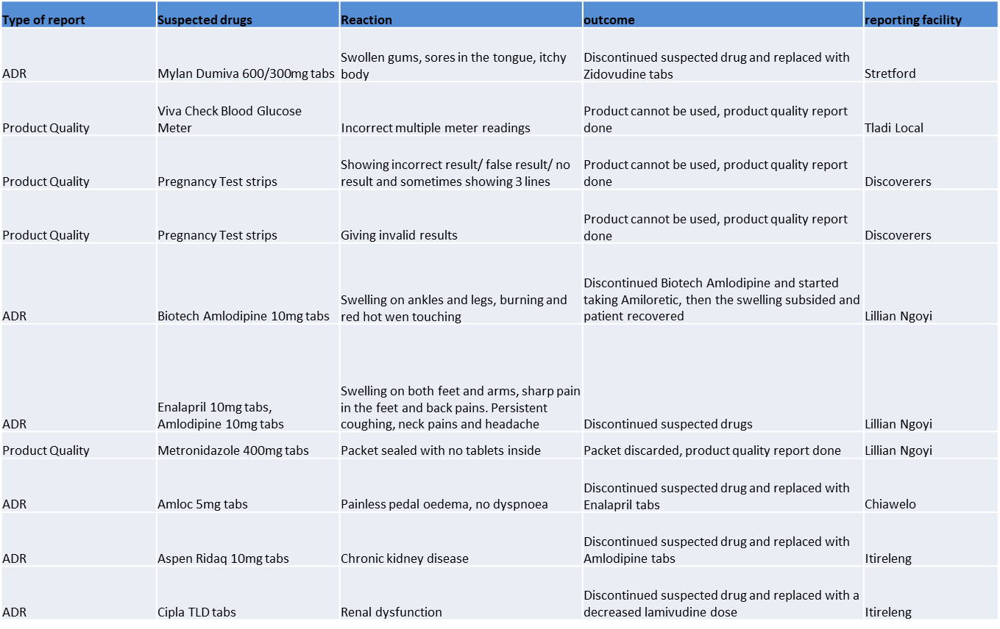 Type of report Suspected drugs Reaction outcome reporting facility
Swollen gums, sores in the tongue, itchy Discontinued suspected drug and replaced with
ADR Mylan Dumiva 600/300mg tabs body Zidovudine tabs Stretford
Viva Check Blood Glucose Product cannot be used, product quality report
Product Quality Meter Incorrect multiple meter readings done Tladi Local
Showing incorrect result/ false result/ no Product cannot be used, product quality report
Product Quality Pregnancy Test strips result and sometimes showing 3 lines done Discoverers
Product cannot be used, product quality report
Product Quality Pregnancy Test strips Giving invalid results done Discoverers
Discontinued Biotech Amlodipine and started
Swelling on ankles and legs, burning and taking Amiloretic, then the swelling subsided and
ADR Biotech Amlodipine 10mg tabs red hot wen touching patient recovered Lillian Ngoyi
Swelling on both feet and arms, sharp pain
Enalapril 10mg tabs, in the feet and back pains. Persistent
ADR Amlodipine 10mg tabs coughing, neck pains and headache Discontinued suspected drugs Lillian Ngoyi
Product Quality Metronidazole 400mg tabs Packet sealed with no tablets inside Packet discarded, product quality report done Lillian Ngoyi
Discontinued suspected drug and replaced with
ADR Amloc 5mg tabs Painless pedal oedema, no dyspnoea Enalapril tabs Chiawelo
Discontinued suspected drug and replaced with
ADR Aspen Ridaq 10mg tabs Chronic kidney disease Amlodipine tabs Itireleng
Discontinued suspected drug and replaced with a
ADR Cipla TLD tabs Renal dysfunction decreased lamivudine dose Itireleng